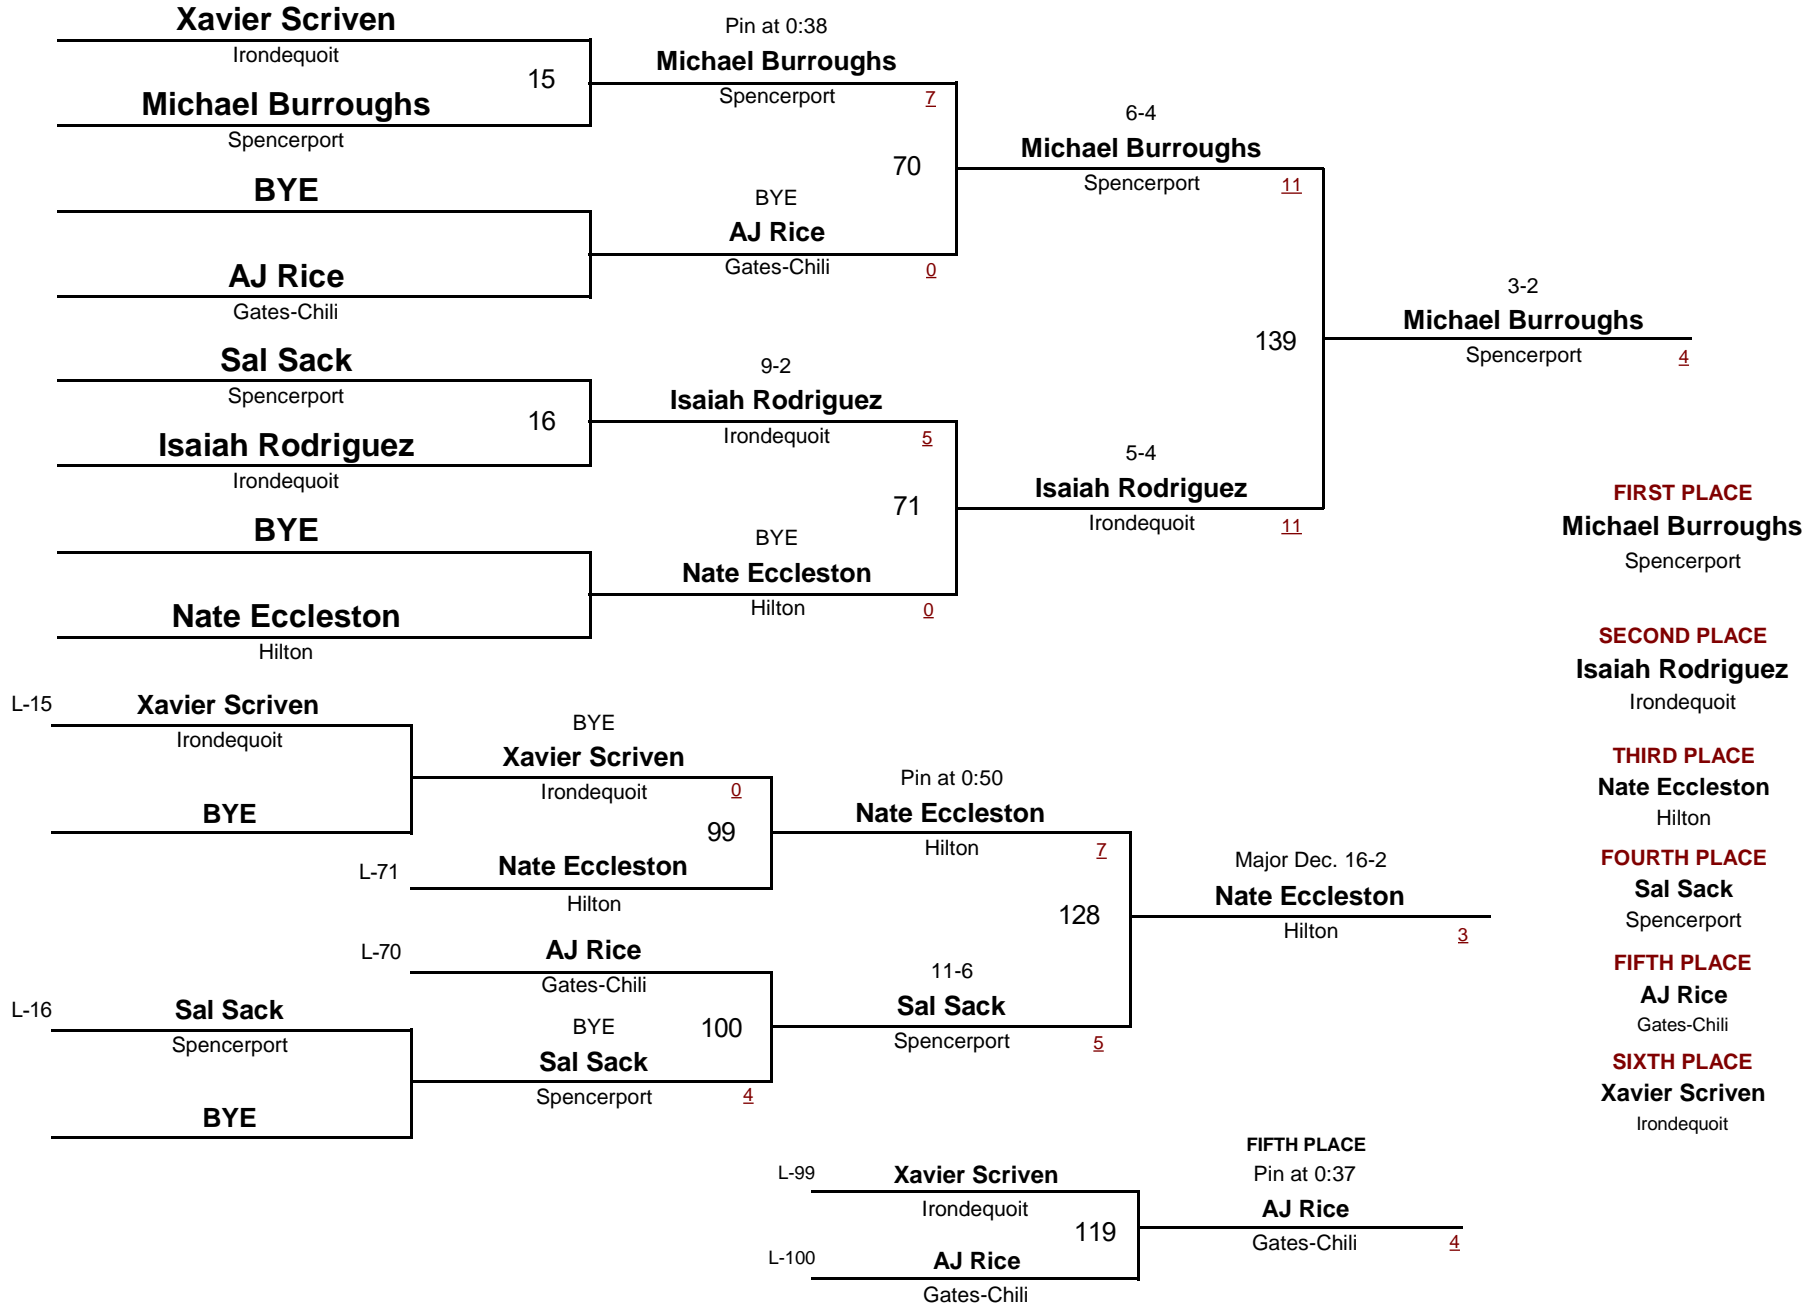 Xavier Scriven
Irondequoit
15
Michael Burroughs
Spencerport
BYE
AJ Rice
Gates-Chili
Sal Sack
Spencerport
16
Isaiah Rodriguez
Irondequoit
BYE
Nate Eccleston
Hilton
Pin at 0:38
Michael Burroughs
Spencerport
7
70
BYE
AJ Rice
Gates-Chili
0
9-2
Isaiah Rodriguez
Irondequoit
5
71
BYE
Nate Eccleston
Hilton
0
6-4
Michael Burroughs
Spencerport
11
139
5-4
Isaiah Rodriguez
Irondequoit
11
3-2
Michael Burroughs
Spencerport
4
FIRST PLACE
Michael Burroughs
Spencerport
SECOND PLACE
Isaiah Rodriguez
Irondequoit
THIRD PLACE
Nate Eccleston
Hilton
FOURTH PLACE
Sal Sack
Spencerport
FIFTH PLACE
AJ Rice
Gates-Chili
SIXTH PLACE
Xavier Scriven
Irondequoit
L-15
Xavier Scriven
Irondequoit
BYE
BYE
Xavier Scriven
Irondequoit
0
99
L-71
Nate Eccleston
Hilton
L-70
AJ Rice
Gates-Chili
L-16
Sal Sack
Spencerport
BYE
BYE
100
Sal Sack
Spencerport
4
Pin at 0:50
Nate Eccleston
Hilton
7
128
11-6
Sal Sack
Spencerport
5
Major Dec. 16-2
Nate Eccleston
Hilton
3
L-99
Xavier Scriven
Irondequoit
119
L-100
AJ Rice
Gates-Chili
FIFTH PLACE
Pin at 0:37
AJ Rice
Gates-Chili
4